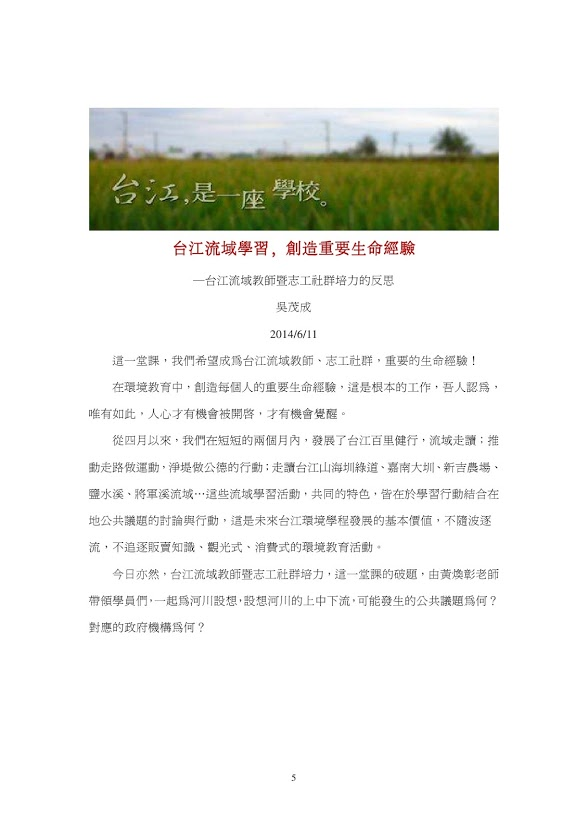 台江,是一座學校。
台江流域學習，創造重要生命經驗
—台江流域教師暨志工社群培力的反思
吳茂成
2014/6/11
這一堂課，我們希望成為台江流域教師、志工社群，重要的生命經驗！
在環境教育中，創造每個人的重要生命經驗，這是根本的工作，吾人認為，
唯有如此，人心才有機會被開啓，才有機會覺醒。
從四月以來，我們在短短的兩個月內，發展了台江百里健行，流域走讀；推
動走路做運動，淨堤做公德的行動；走讀台江山海圳綠道、嘉南大圳、新吉農場、
鹽水溪、將軍溪流域…這些流域學習活動，共同的特色，皆在於學習行動結合在
地公共議題的討論與行動，這是未來台江環境學程發展的基本價值，不隨波逐
流，不追逐販賣知識、觀光式、消費式的環境教育活動。
今日亦然，台江流域教師暨志工社群培力，這一堂課的破題，由黃煥彰老師
帶領學員們，一起為河川設想，設想河川的上中下流，可能發生的公共議題為何？
對應的政府機構為何？
5